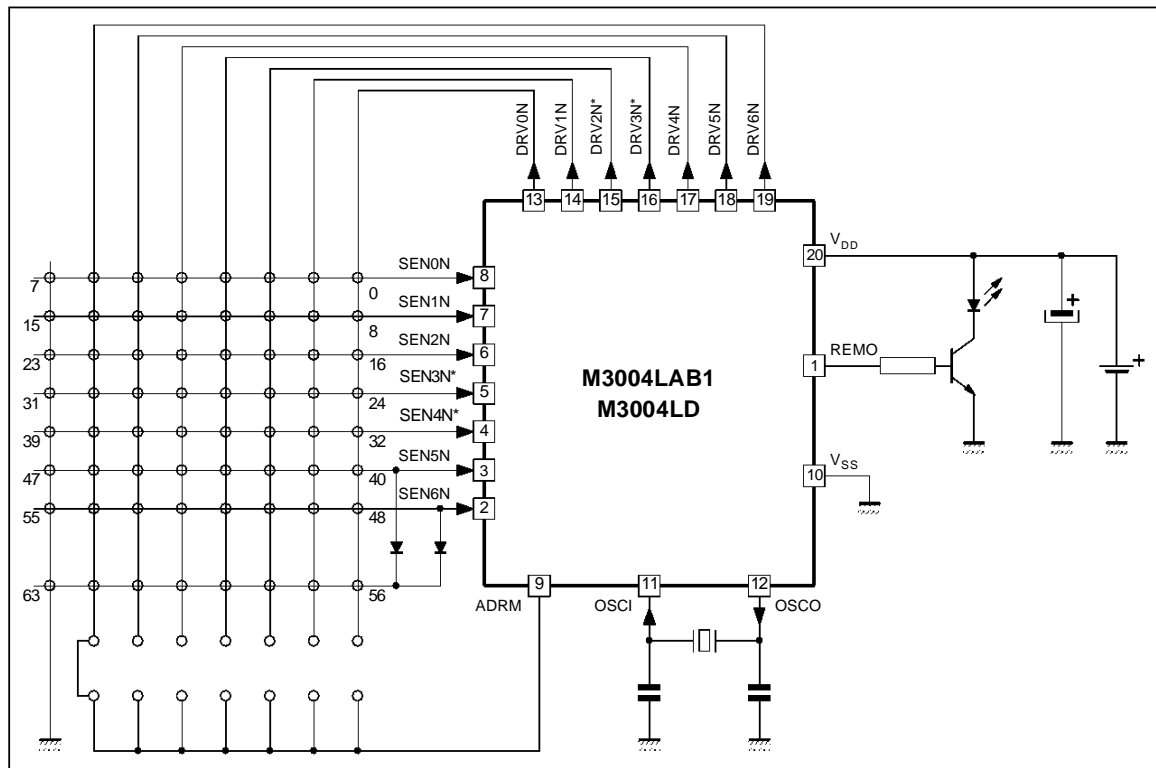 DRV0N
DRV1N
DRV2N*
DRV3N*
DRV4N
DRV5N
DRV6N
13 14 15 16 17 18 19
20 VDD
7 0 SEN0N 8
15 8 SEN1N 7
23 16 SEN2N 6
31 24 SEN3N* 5
39 32 SEN4N* 4
47 40 SEN5N 3
55 48 SEN6N 2
63 56
M3004LAB1
M3004LD
1 REMO
10 VSS
+
+
9 11 12
ADRM OSCI OSCO